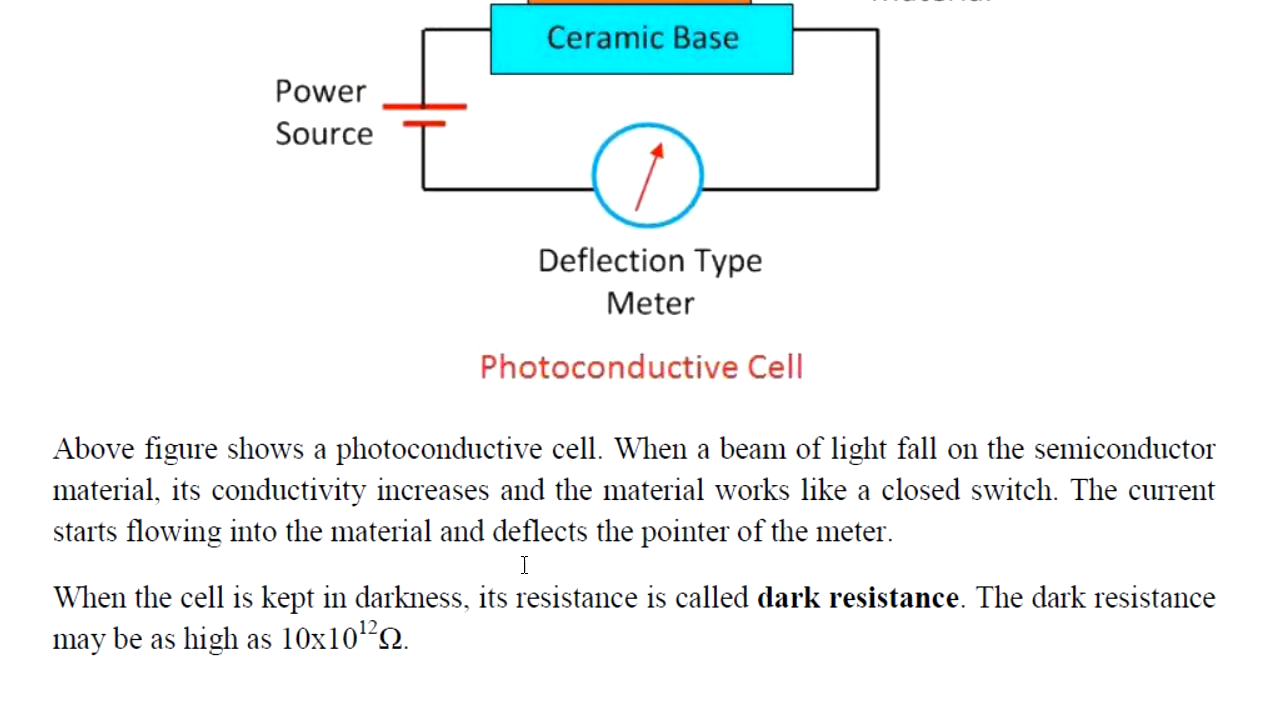 Ceramic Base
Power
Source
Deflection Type
Meter
Photoconductive Cell
Above figure shows a photoconductive cell. When a beam of light fall on the semiconductor
material, its conductivity increases and the material works like a closed switch. The current
starts flowing into the material and deflects the pointer of the meter.
When the cell is kept in darkness, its resistance is called dark resistance. The dark resistance
may be as high as 10x10¹²Ω.